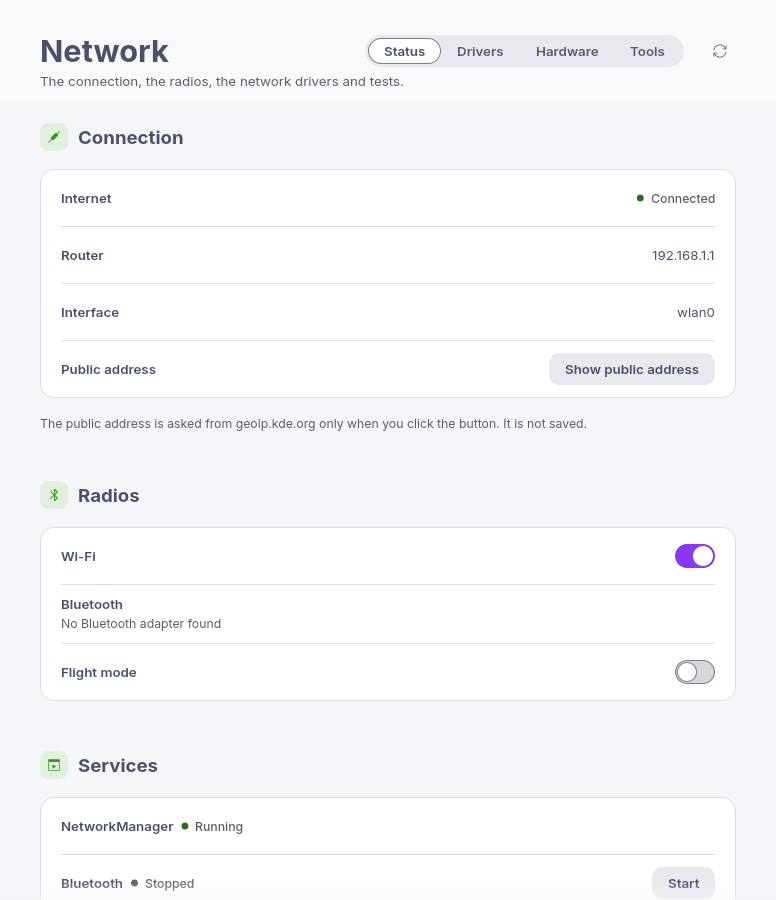 Network
Status Drivers Hardware Tools
The connection, the radios, the network drivers and tests.
Connection
Internet Connected
Router 192.168.1.1
Interface wlan0
Public address Show public address
The public address is asked from geoip.kde.org only when you click the button. It is not saved.
Radios
Wi-Fi
Bluetooth
No Bluetooth adapter found
Flight mode
Services
NetworkManager Running
Bluetooth Stopped Start